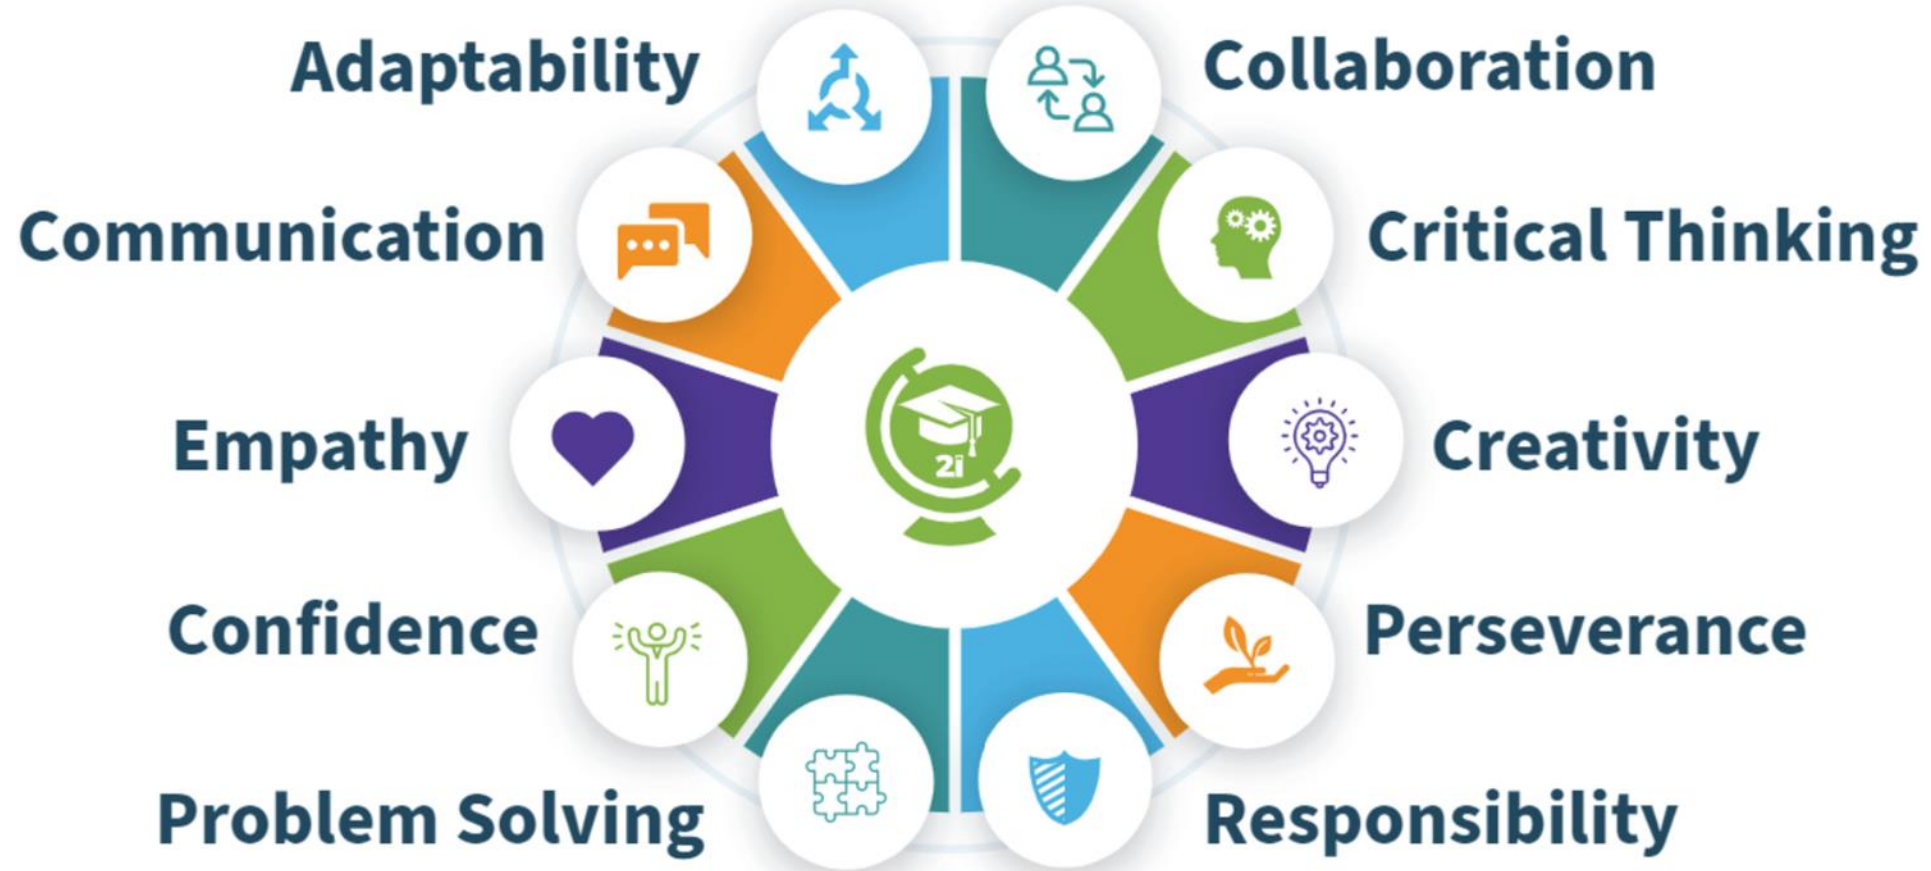 Adaptability
Collaboration
Communication
Critical Thinking
Empathy
Creativity
2i
Confidence
Perseverance
Problem Solving
Responsibility